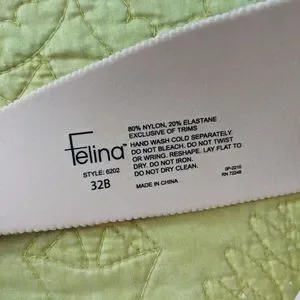 Felina™
STYLE: 6202
32B
80% NYLON, 20% ELASTANE
EXCLUSIVE OF TRIMS
HAND WASH COLD SEPARATELY.
DO NOT BLEACH. DO NOT TWIST
OR WRING. RESHAPE. LAY FLAT TO
DRY. DO NOT IRON.
DO NOT DRY CLEAN.
MADE IN CHINA